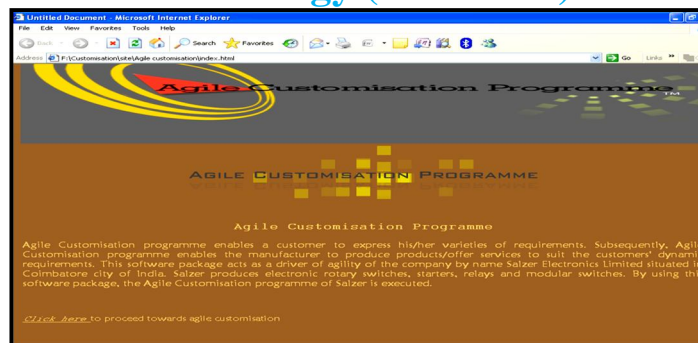 Untitled Document - Microsoft Internet Explorer
File Edit View Favorites Tools Help
Back Search Favorites
Address F:\Customisation\site\Agile customisation\index.html Go Links »
Agile Customisation Programme
TM
AGILE CUSTOMISATION PROGRAMME
Agile Customisation Programme
Agile Customisation programme enables a customer to express his/her varieties of requirements. Subsequently, Agil
Customisation programme enables the manufacturer to produce products/offer services to suit the customers' dynami
requirements. This software package acts as a driver of agility of the company by name Salzer Electronics Limited situated i
Coimbatore city of India. Salzer produces electronic rotary switches, starters, relays and modular switches. By using thi
software package, the Agile Customisation programme of Salzer is executed.
Click here to proceed towards agile customisation